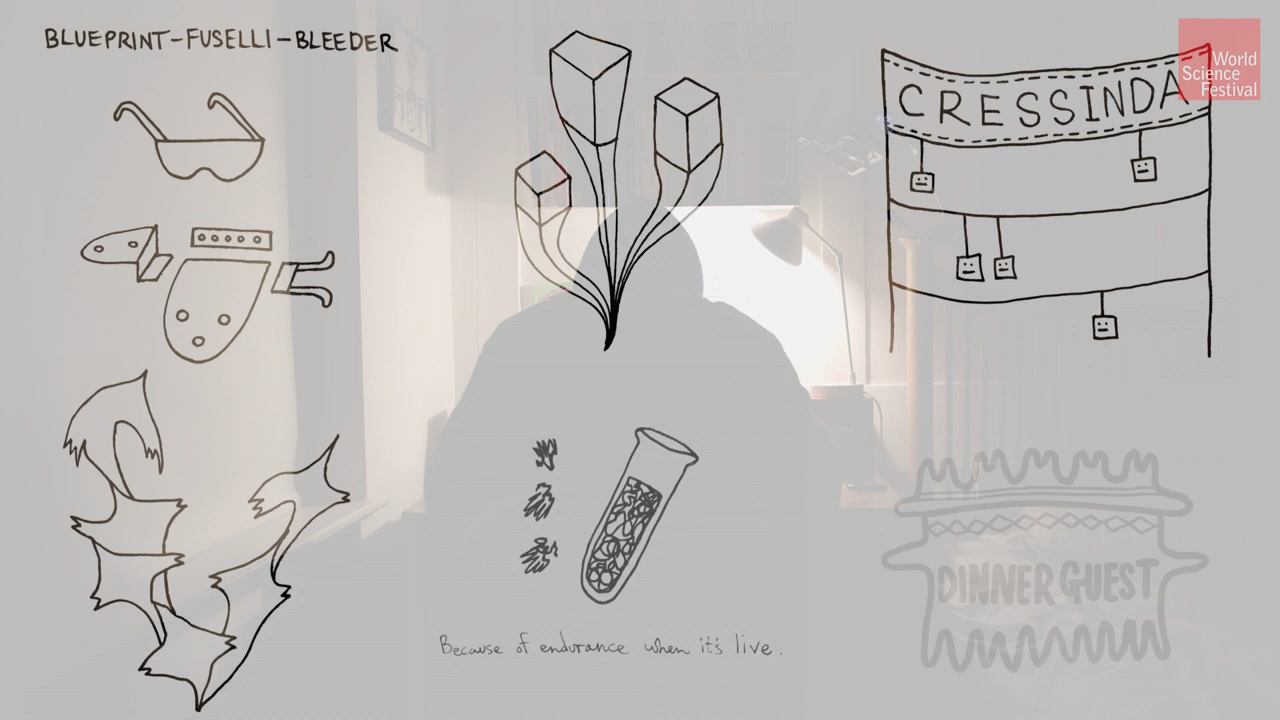 BLUEPRINT-FUSELLI-BLEEDER
CRESSINDA
World
Science
Festival
Because of endurance when it's live.
DINNER GUEST